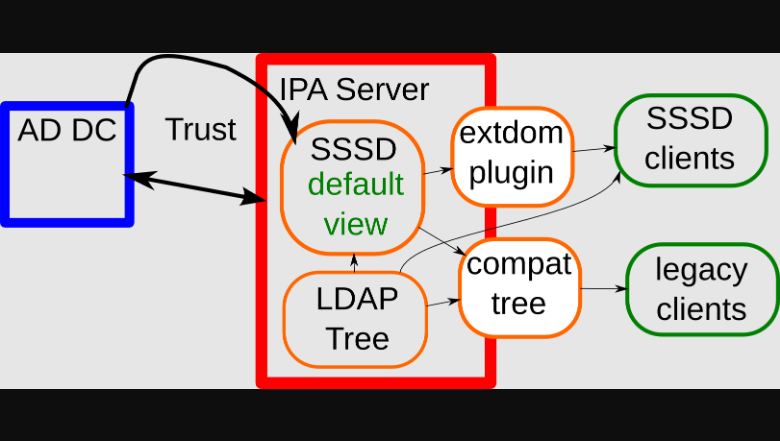 AD DC
Trust
IPA Server
SSSD
default
view
LDAP
Tree
extdom
plugin
compat
tree
SSSD
clients
legacy
clients